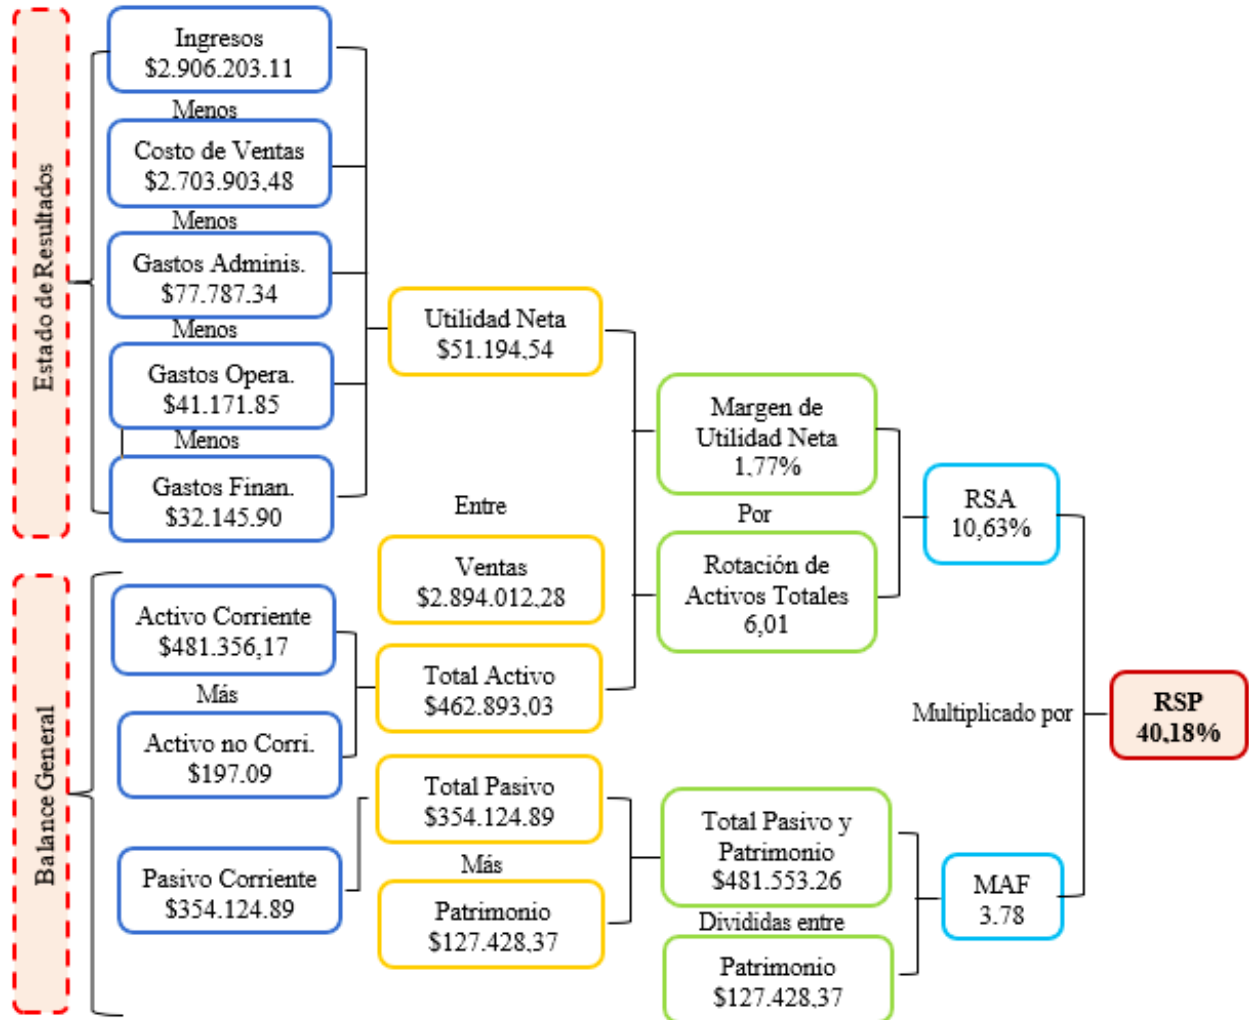 Estado de Resultados
Ingresos
$2.906.203.11
Menos
Costo de Ventas
$2.703.903,48
Menos
Gastos Adminis.
$77.787.34
Menos
Gastos Opera.
$41.171.85
Menos
Gastos Finan.
$32.145.90
Utilidad Neta
$51.194,54
Entre
Ventas
$2.894.012,28
Margen de
Utilidad Neta
1,77%
Por
Rotación de
Activos Totales
6,01
RSA
10,63%
Balance General
Activo Corriente
$481.356,17
Más
Activo no Corri.
$197.09
Total Activo
$462.893,03
Pasivo Corriente
$354.124.89
Total Pasivo
$354.124.89
Más
Patrimonio
$127.428,37
Total Pasivo y
Patrimonio
$481.553.26
Divididas entre
Patrimonio
$127.428,37
MAF
3.78
Multiplicado por
RSP
40,18%